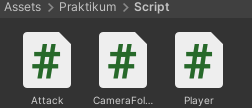 Assets > Praktikum > Script
# # #
Attack CameraFol... Player